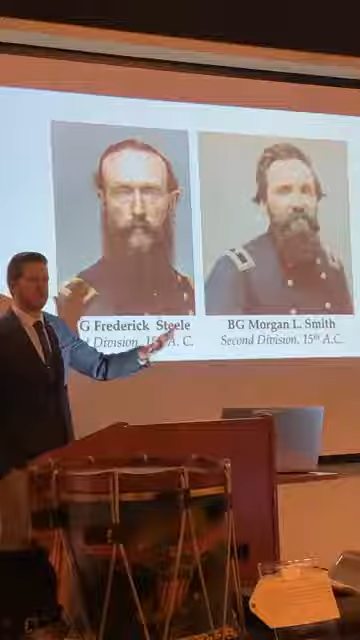 G Frederick Steele
d Division, 15th A. C.
BG Morgan L. Smith
Second Division, 15th A.C.